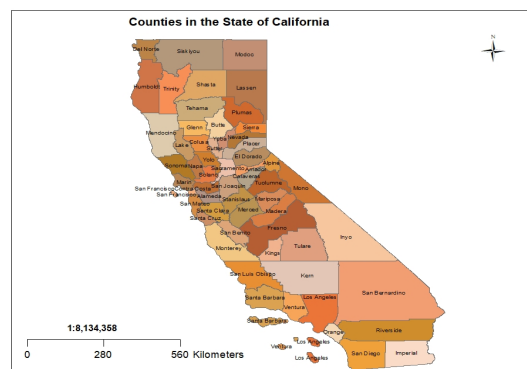 Counties in the State of California
N
Del Norte
Siskiyou
Modoc
Humboldt
Trinity
Shasta
Lassen
Tehama
Plumas
Mendocino
Glenn
Butte
Sierra
Lake
Colusa
Sutter
Yuba
Nevada
Placer
Sonoma
Napa
Yolo
El Dorado
Alpine
Sacramento
Amador
Solano
Calaveras
Marin
San Francisco
Contra Costa
San Joaquin
Tuolumne
Mono
San Francisco
Alameda
San Mateo
Stanislaus
Mariposa
Santa Clara
Merced
Madera
Santa Cruz
San Benito
Fresno
Inyo
Monterey
Kings
Tulare
San Luis Obispo
Kern
San Bernardino
Santa Barbara
Ventura
Los Angeles
Santa Barbara
Orange
Riverside
Ventura
Los Angeles
Los Angeles
San Diego
Imperial
1:8,134,358
0 280 560 Kilometers